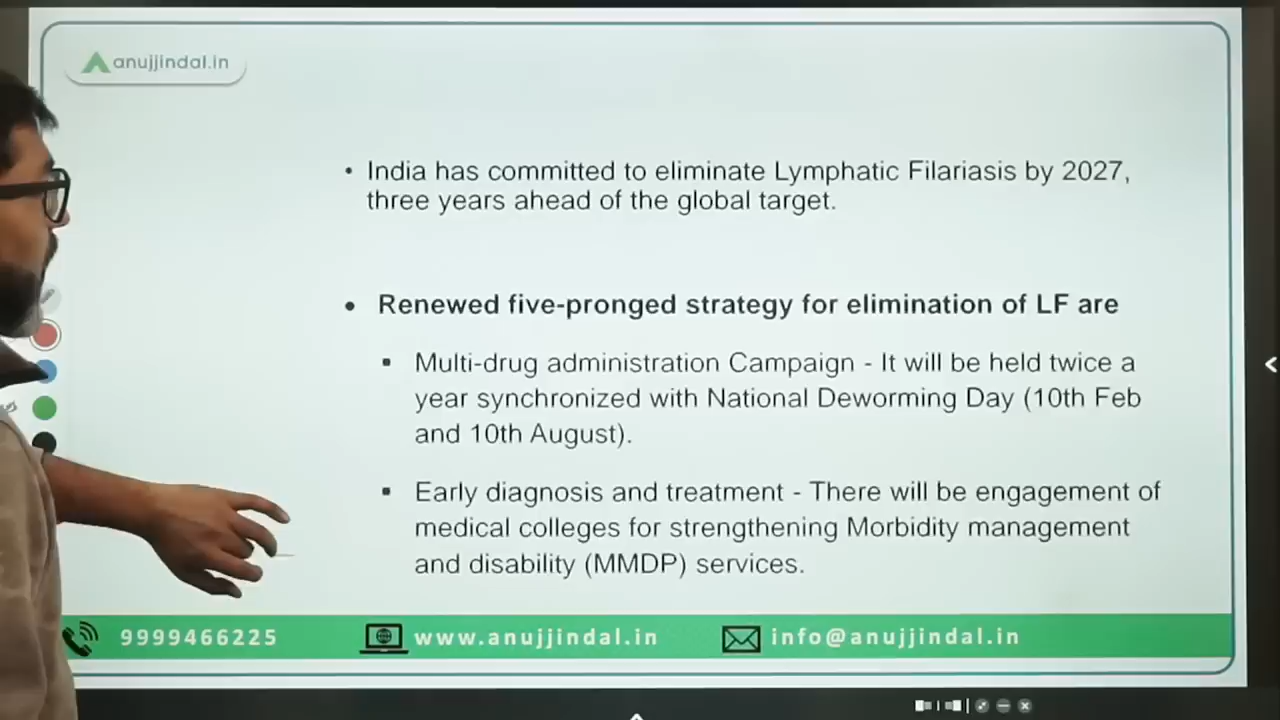 anujjindal.in
• India has committed to eliminate Lymphatic Filariasis by 2027,
three years ahead of the global target.
• Renewed five-pronged strategy for elimination of LF are
▪ Multi-drug administration Campaign - It will be held twice a
year synchronized with National Deworming Day (10th Feb
and 10th August).
▪ Early diagnosis and treatment - There will be engagement of
medical colleges for strengthening Morbidity management
and disability (MMDP) services.
9999466225 www.anujjindal.in info@anujjindal.in